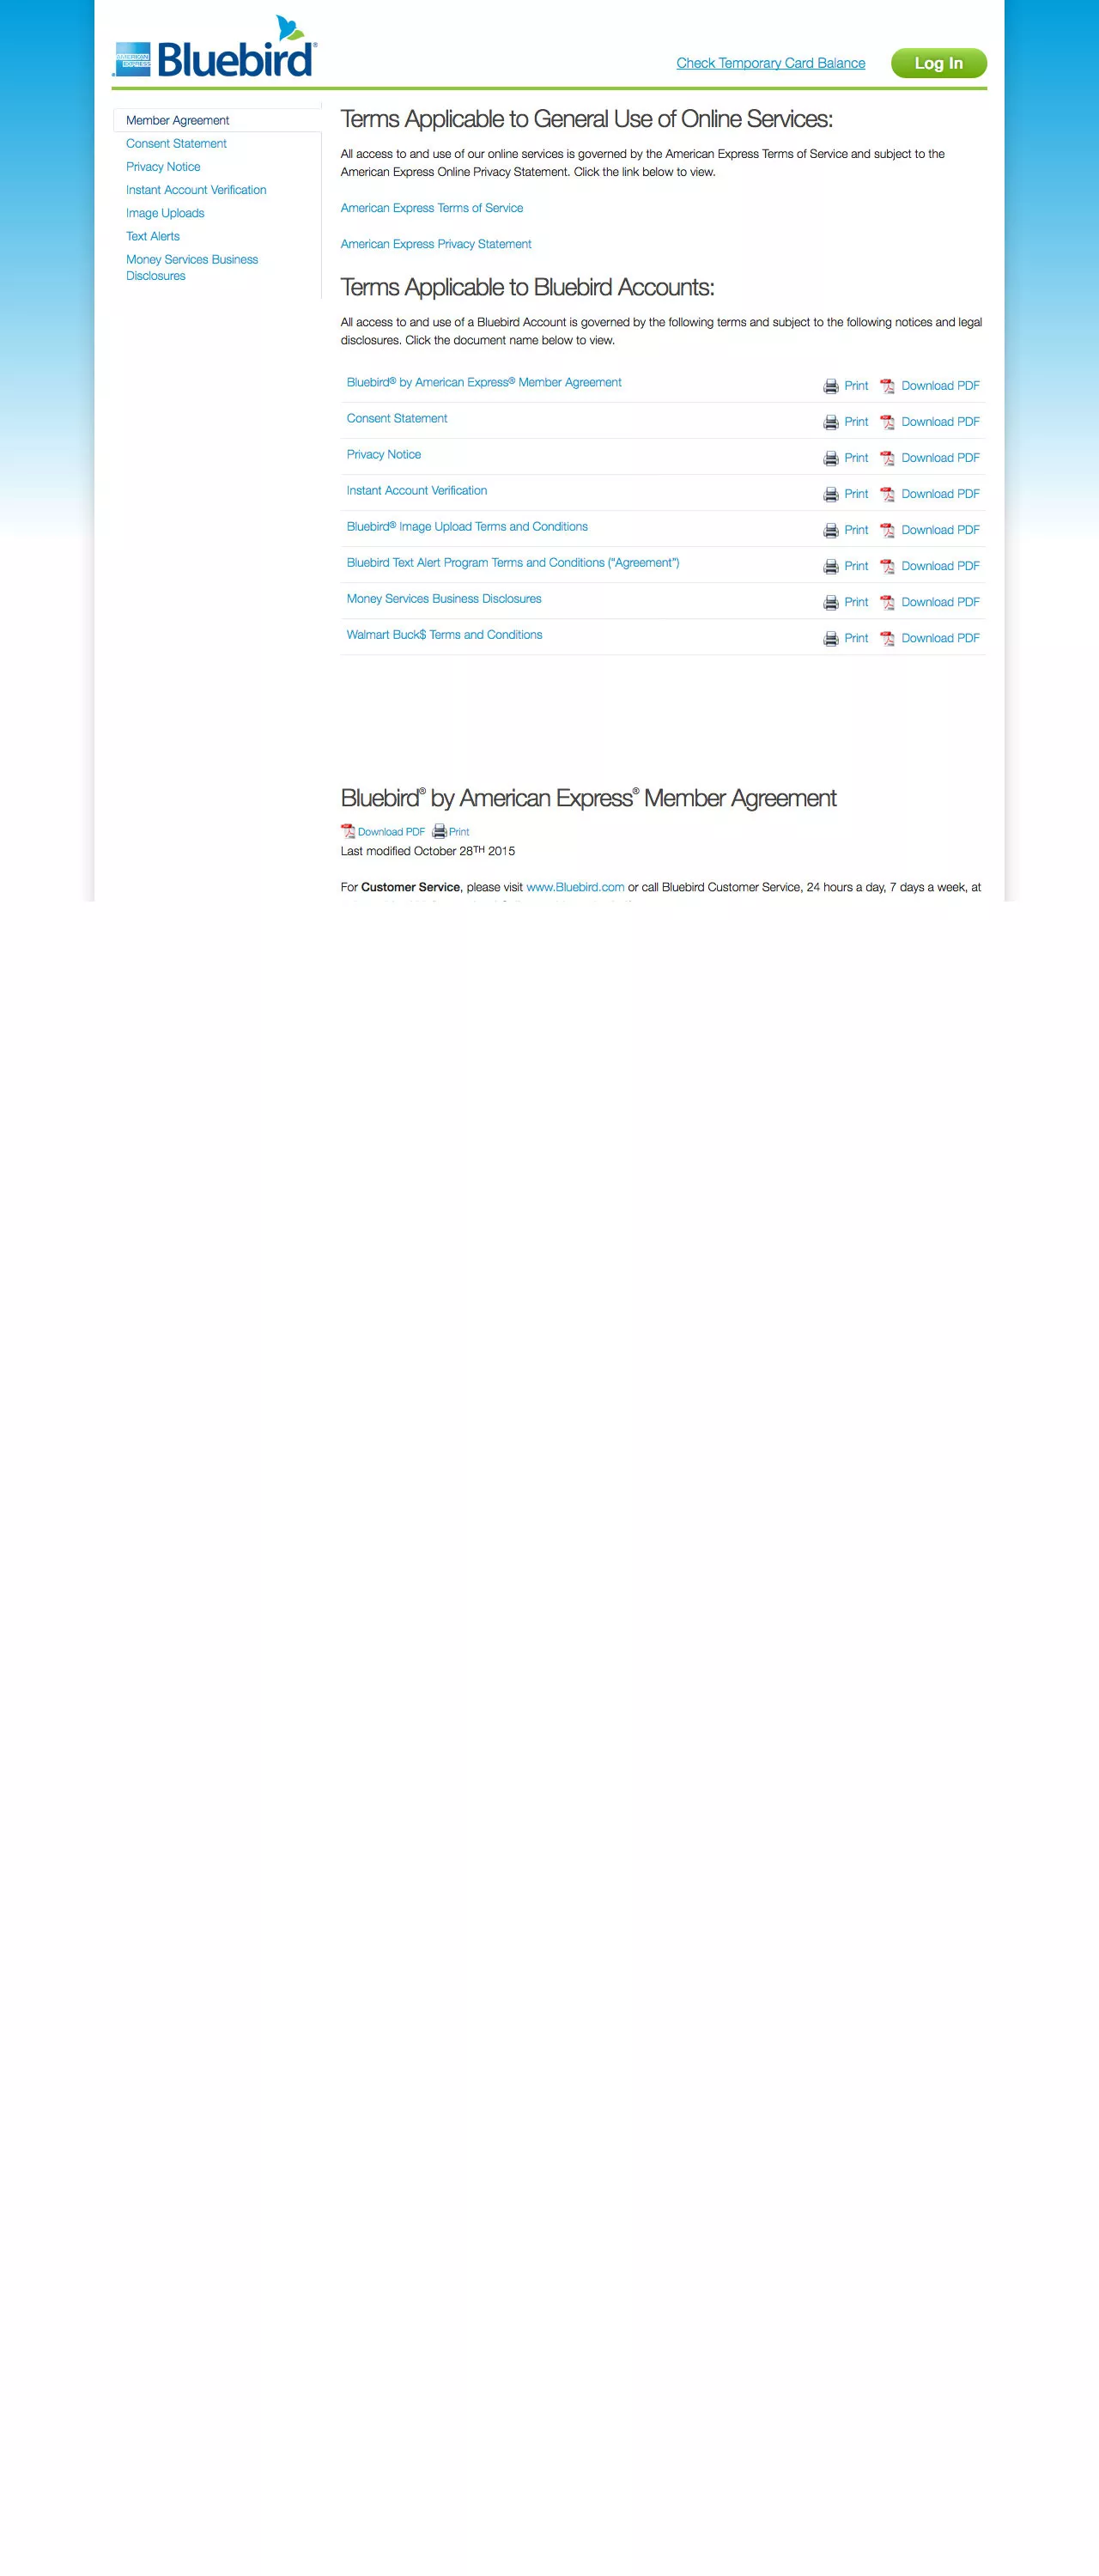 AMERICAN EXPRESS Bluebird®
Check Temporary Card Balance
Log In
Member Agreement
Consent Statement
Privacy Notice
Instant Account Verification
Image Uploads
Text Alerts
Money Services Business
Disclosures
Terms Applicable to General Use of Online Services:
All access to and use of our online services is governed by the American Express Terms of Service and subject to the
American Express Online Privacy Statement. Click the link below to view.
American Express Terms of Service
American Express Privacy Statement
Terms Applicable to Bluebird Accounts:
All access to and use of a Bluebird Account is governed by the following terms and subject to the following notices and legal
disclosures. Click the document name below to view.
Bluebird® by American Express® Member Agreement Print Download PDF
Consent Statement Print Download PDF
Privacy Notice Print Download PDF
Instant Account Verification Print Download PDF
Bluebird® Image Upload Terms and Conditions Print Download PDF
Bluebird Text Alert Program Terms and Conditions (“Agreement”) Print Download PDF
Money Services Business Disclosures Print Download PDF
Walmart Buck$ Terms and Conditions Print Download PDF
Bluebird® by American Express® Member Agreement
Download PDF Print
Last modified October 28TH 2015
For Customer Service, please visit www.Bluebird.com or call Bluebird Customer Service, 24 hours a day, 7 days a week, at